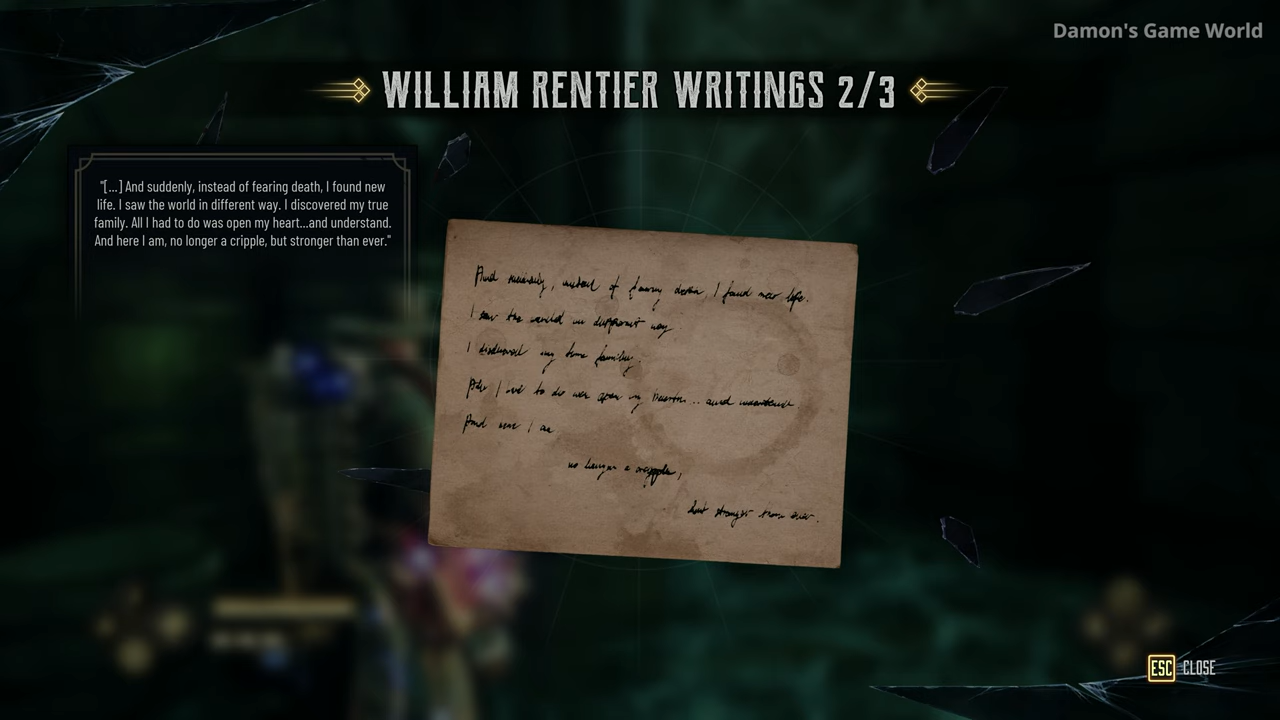 Damon's Game World
WILLIAM RENTIER WRITINGS 2/3
"[...] And suddenly, instead of fearing death, I found new
life. I saw the world in different way. I discovered my true
family. All I had to do was open my heart...and understand.
And here I am, no longer a cripple, but stronger than ever."
And suddenly, instead of fearing death, I found new life.
I saw the world in different way.
I discovered my true family.
All I had to do was open my heart... and understand
And here I am
no longer a cripple,
but stronger than ever.
ESC CLOSE